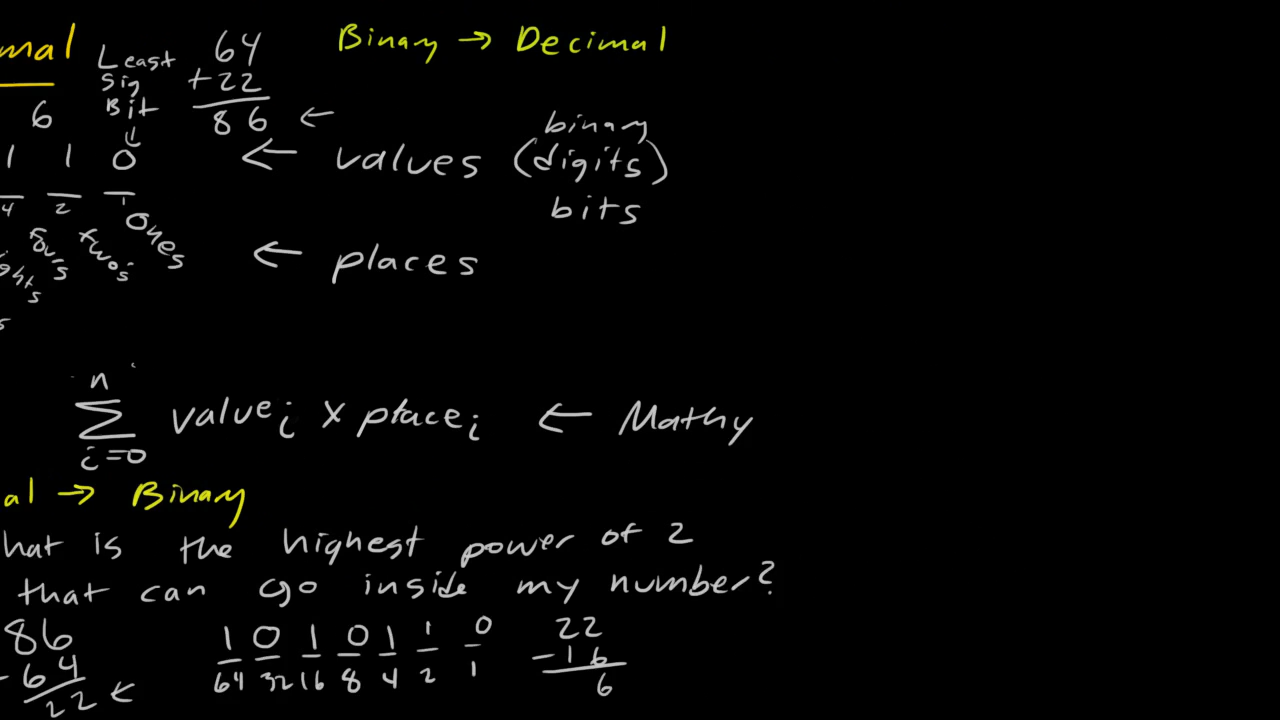 mal Least 64 Binary → Decimal
Sig +22
6 Bit 86 ←
binary
1 1 0 ← values (digits)
4 2 1 bits
ones
twos
← places
n
Σ valueᵢ x placeᵢ ← Mathy
i=0
al → Binary
hat is the highest power of 2
that can go inside my number?
86 1 0 1 0 1 1 0 22
-64 64 32 16 8 4 2 1 -16
22 ← 6